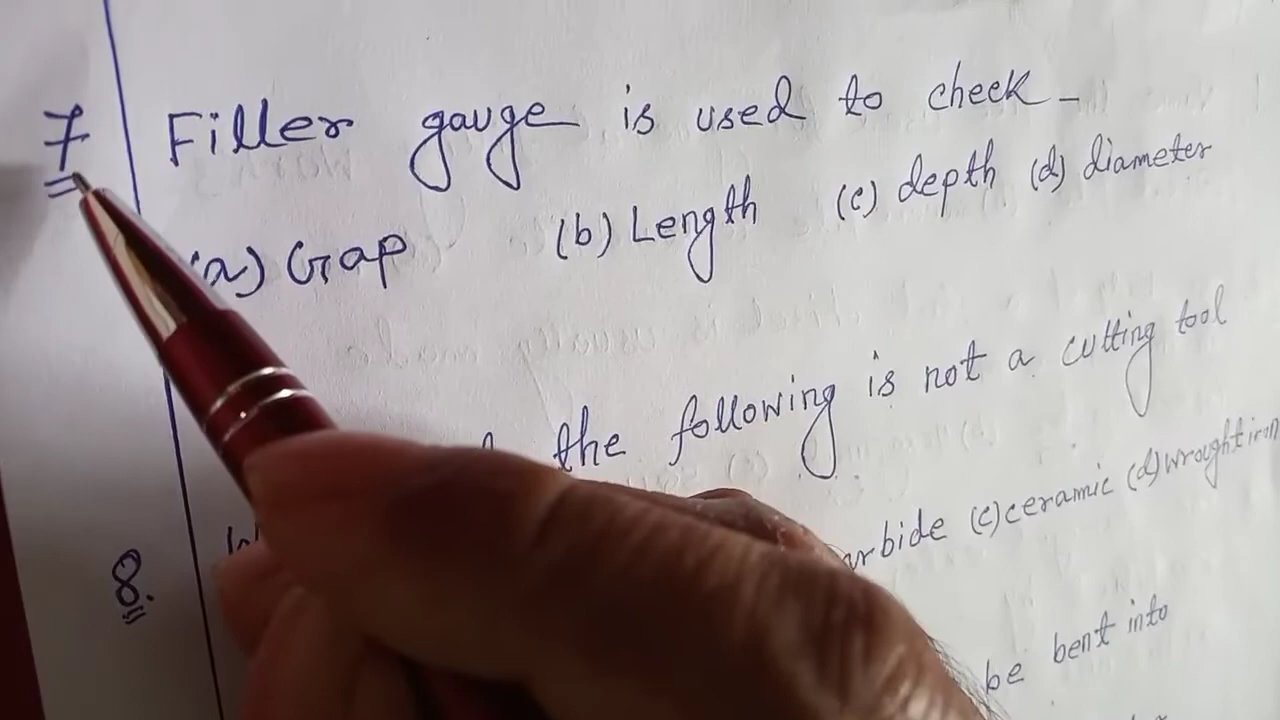 7 Filler gauge is used to check -
(a) Gap (b) Length (c) depth (d) diameter
the following is not a cutting tool
(c) ceramic (d) wrought iron
8
be bent into